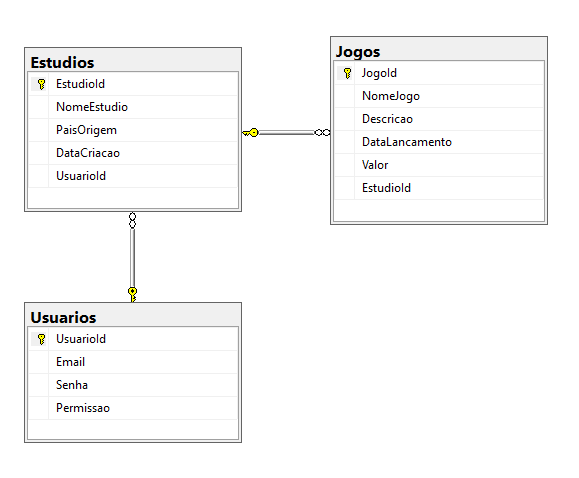 Estudios
EstudioId
NomeEstudio
PaisOrigem
DataCriacao
UsuarioId
Jogos
JogoId
NomeJogo
Descricao
DataLancamento
Valor
EstudioId
Usuarios
UsuarioId
Email
Senha
Permissao